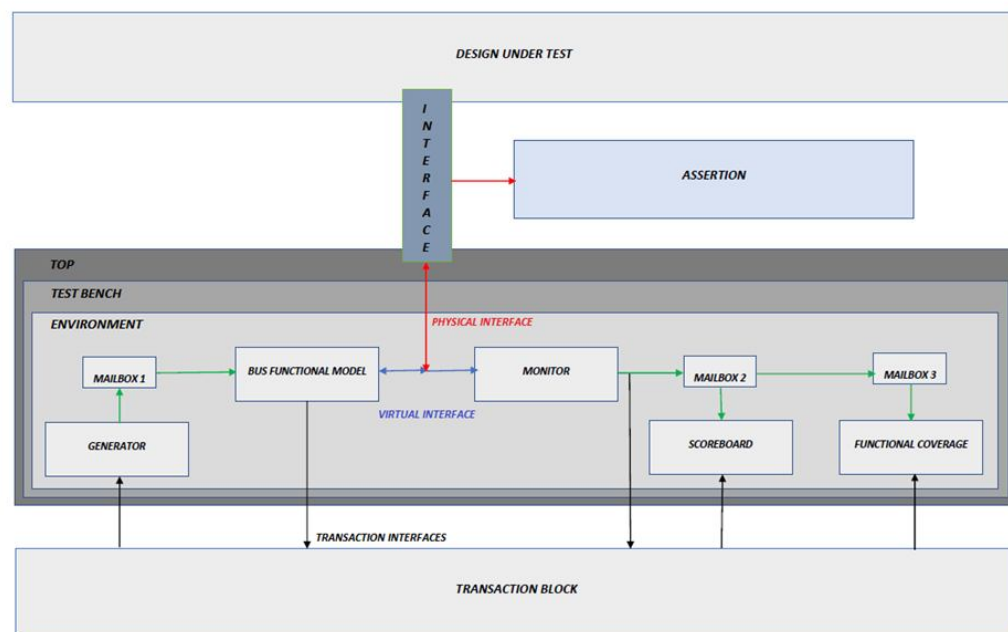 DESIGN UNDER TEST
INTERFACE
ASSERTION
TOP
TEST BENCH
ENVIRONMENT
PHYSICAL INTERFACE
MAILBOX 1
BUS FUNCTIONAL MODEL
MONITOR
MAILBOX 2
MAILBOX 3
VIRTUAL INTERFACE
GENERATOR
SCOREBOARD
FUNCTIONAL COVERAGE
TRANSACTION INTERFACES
TRANSACTION BLOCK